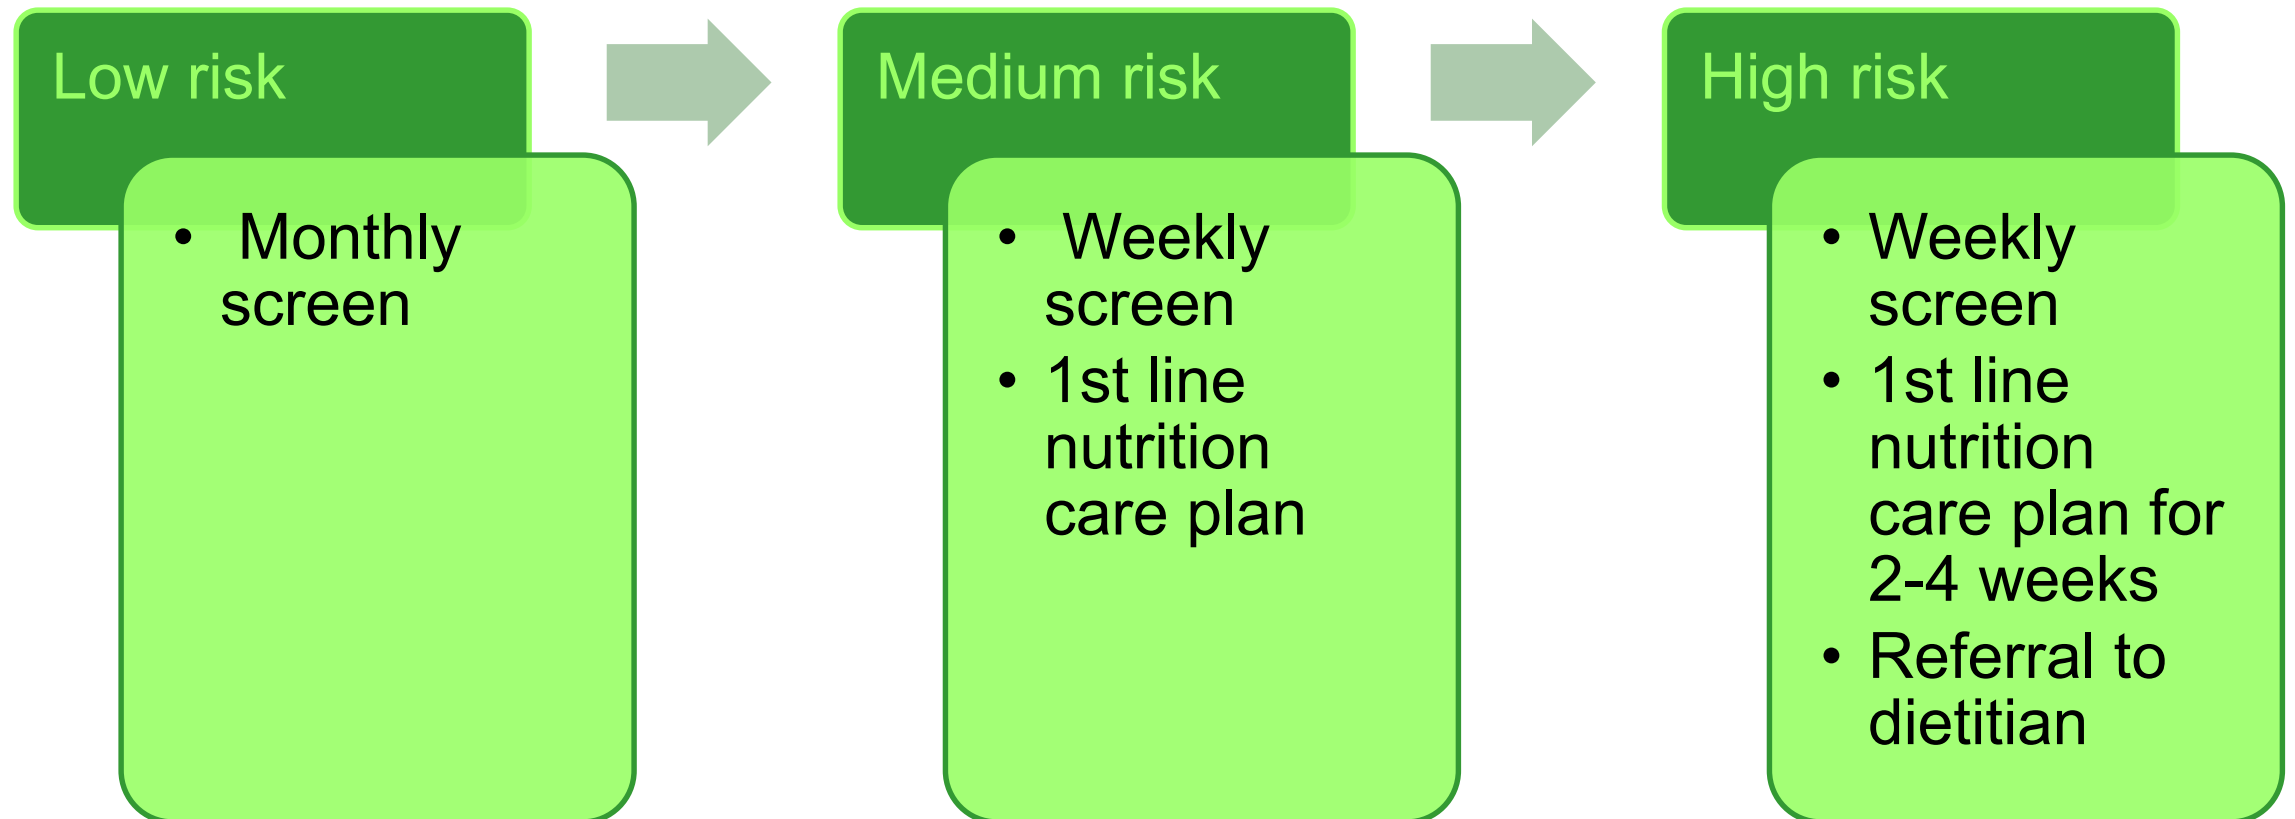 Low risk
• Monthly
screen
Medium risk
• Weekly
screen
• 1st line
nutrition
care plan
High risk
• Weekly
screen
• 1st line
nutrition
care plan for
2-4 weeks
• Referral to
dietitian